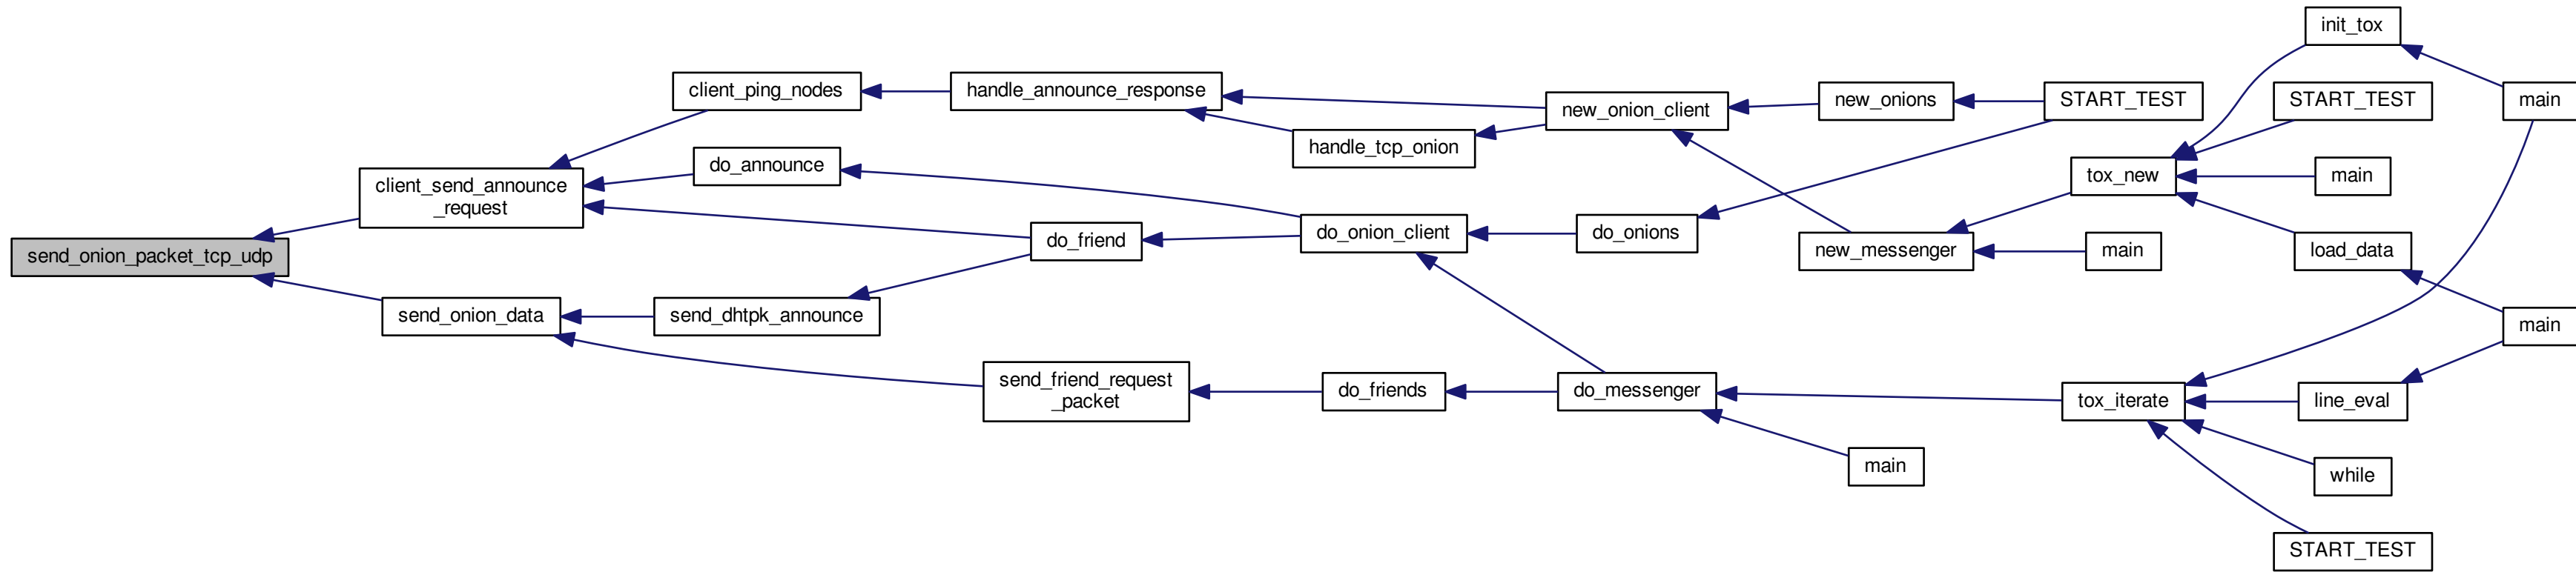 init_tox
client_ping_nodes
handle_announce_response
new_onion_client
new_onions
START_TEST
START_TEST
main
handle_tcp_onion
do_announce
client_send_announce
_request
tox_new
main
send_onion_packet_tcp_udp
do_friend
do_onion_client
do_onions
new_messenger
main
load_data
send_onion_data
send_dhtpk_announce
main
send_friend_request
_packet
do_friends
do_messenger
tox_iterate
line_eval
main
while
START_TEST